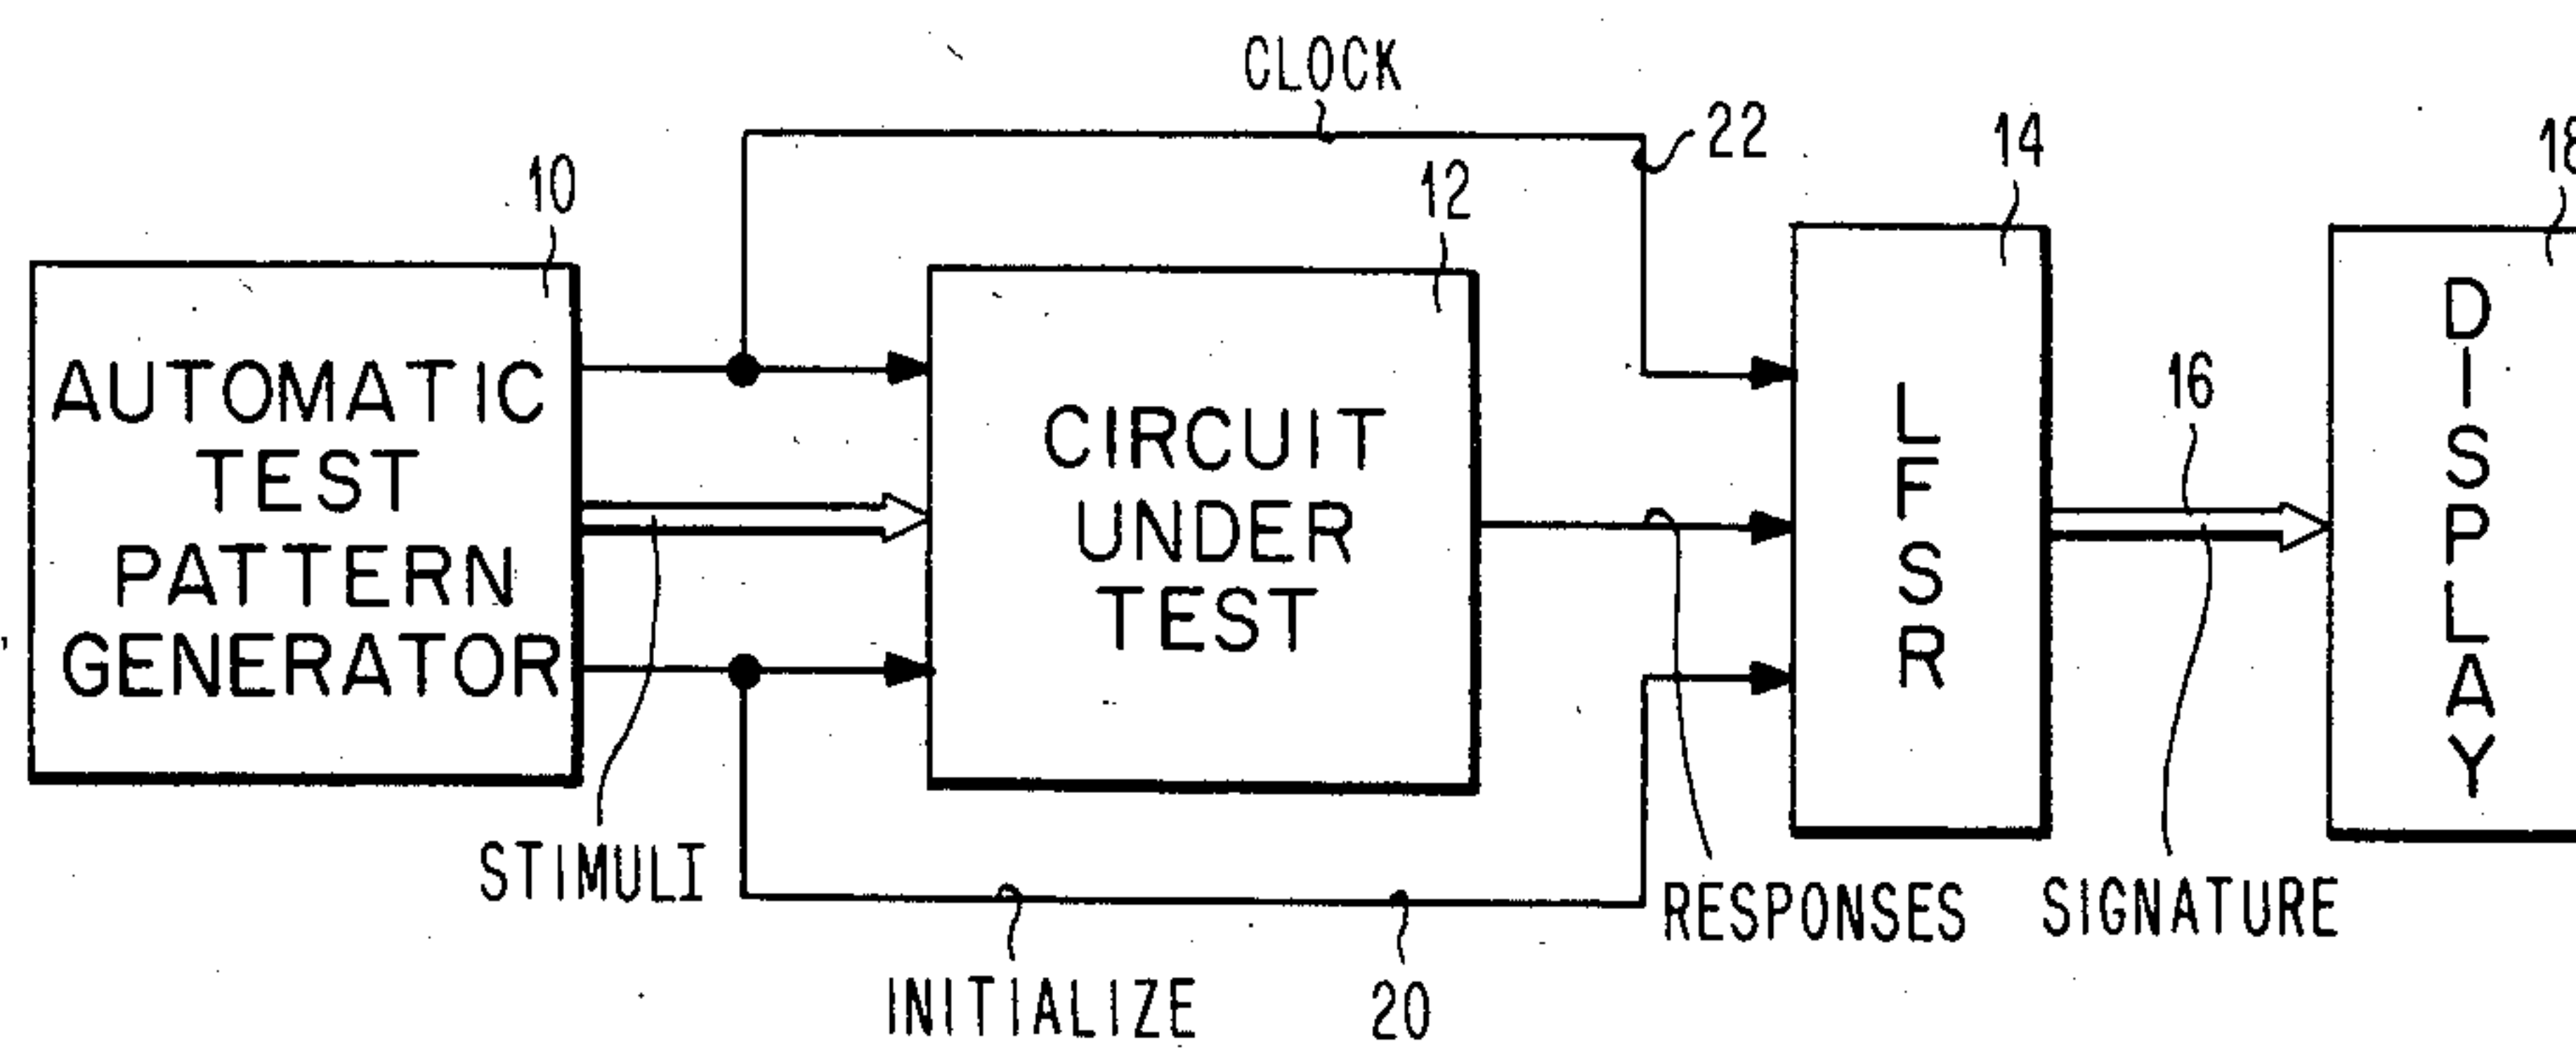 CLOCK
22
10
12
14
18
AUTOMATIC
TEST
PATTERN
GENERATOR
CIRCUIT
UNDER
TEST
LFSR
16
DISPLAY
STIMULI
RESPONSES
SIGNATURE
INITIALIZE
20